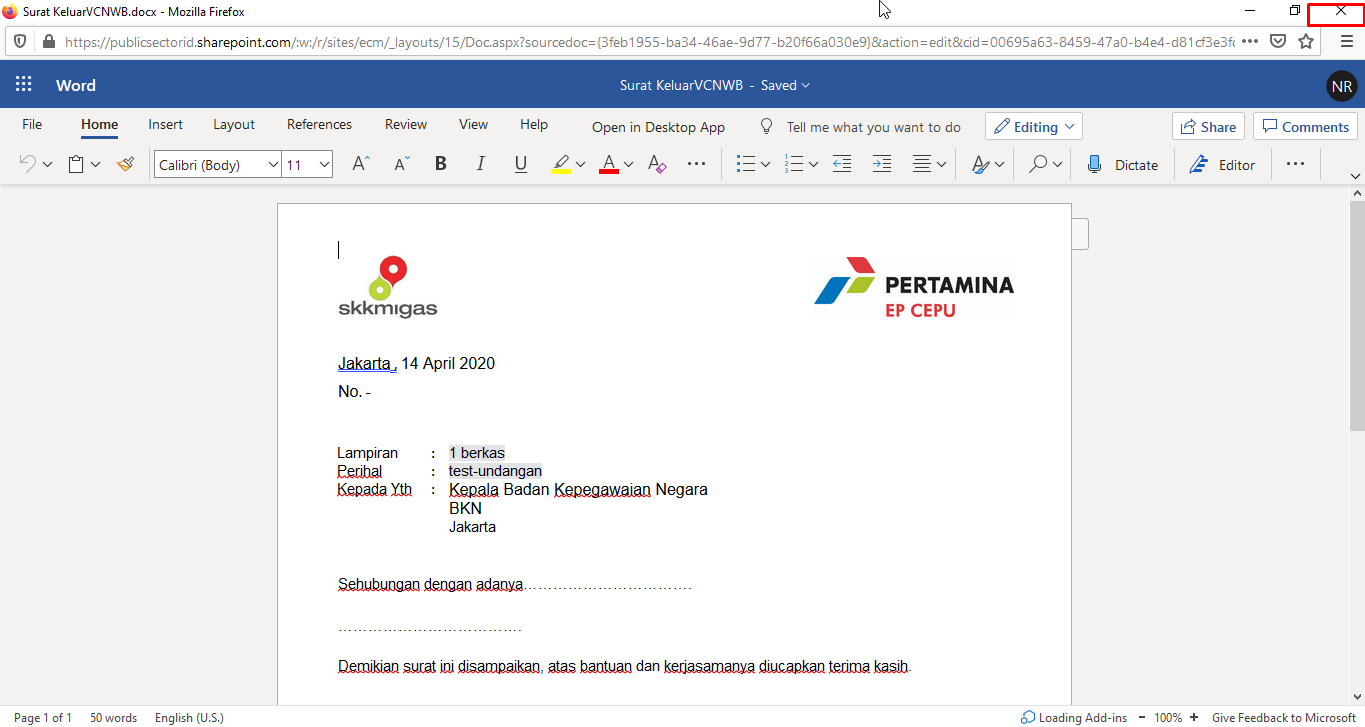 Surat KeluarVCNWB.docx - Mozilla Firefox
https://publicsectorid.sharepoint.com/:w:/r/sites/ecm/_layouts/15/Doc.aspx?sourcedoc={3feb1955-ba34-46ae-9d77-b20f66a030e9}&action=edit&cid=00695a63-8459-47a0-b4e4-d81cf3e3f
Word
Surat KeluarVCNWB - Saved
NR
File Home Insert Layout References Review View Help Open in Desktop App Tell me what you want to do Editing Share Comments
Calibri (Body) 11 A A B I U A A Dictate Editor
skkmigas
PERTAMINA
EP CEPU
Jakarta , 14 April 2020
No. -
Lampiran : 1 berkas
Perihal : test-undangan
Kepada Yth : Kepala Badan Kepegawaian Negara
BKN
Jakarta
Sehubungan dengan adanya…………………………….
……………………………….
Demikian surat ini disampaikan, atas bantuan dan kerjasamanya diucapkan terima kasih.
Page 1 of 1 50 words English (U.S.) Loading Add-ins - 100% + Give Feedback to Microsoft